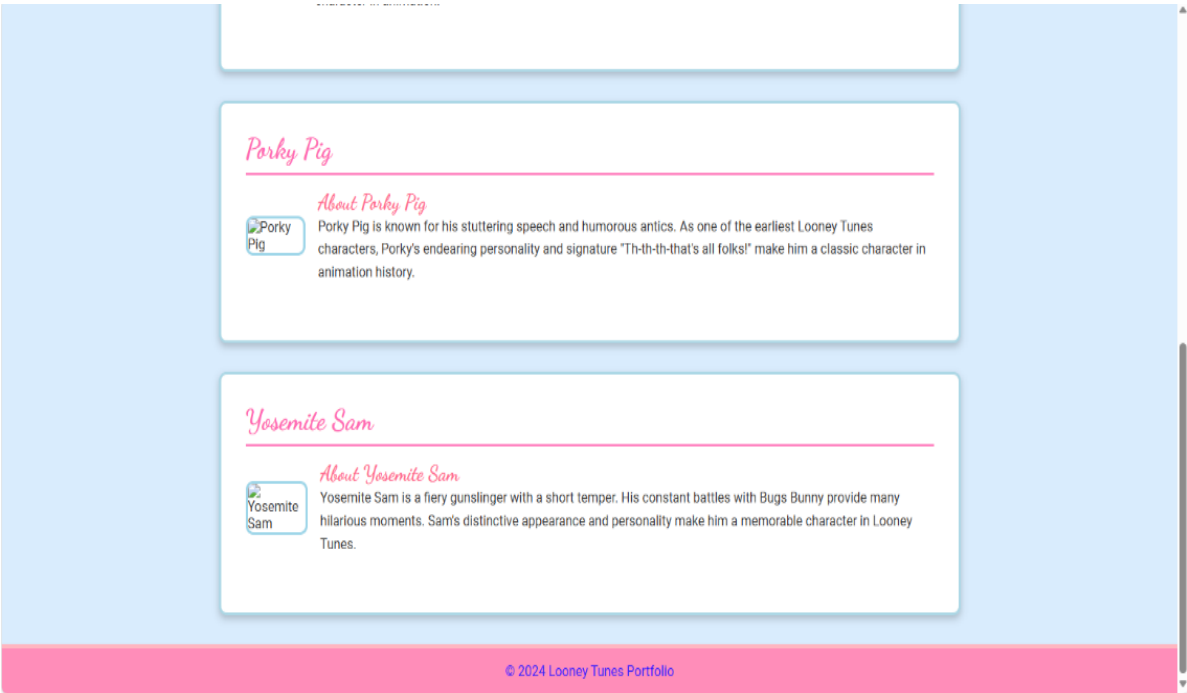 character in animation.
Porky Pig
About Porky Pig
Porky Pig
Porky Pig is known for his stuttering speech and humorous antics. As one of the earliest Looney Tunes
characters, Porky's endearing personality and signature "Th-th-th-that's all folks!" make him a classic character in
animation history.
Yosemite Sam
About Yosemite Sam
Yosemite
Sam
Yosemite Sam is a fiery gunslinger with a short temper. His constant battles with Bugs Bunny provide many
hilarious moments. Sam's distinctive appearance and personality make him a memorable character in Looney
Tunes.
© 2024 Looney Tunes Portfolio